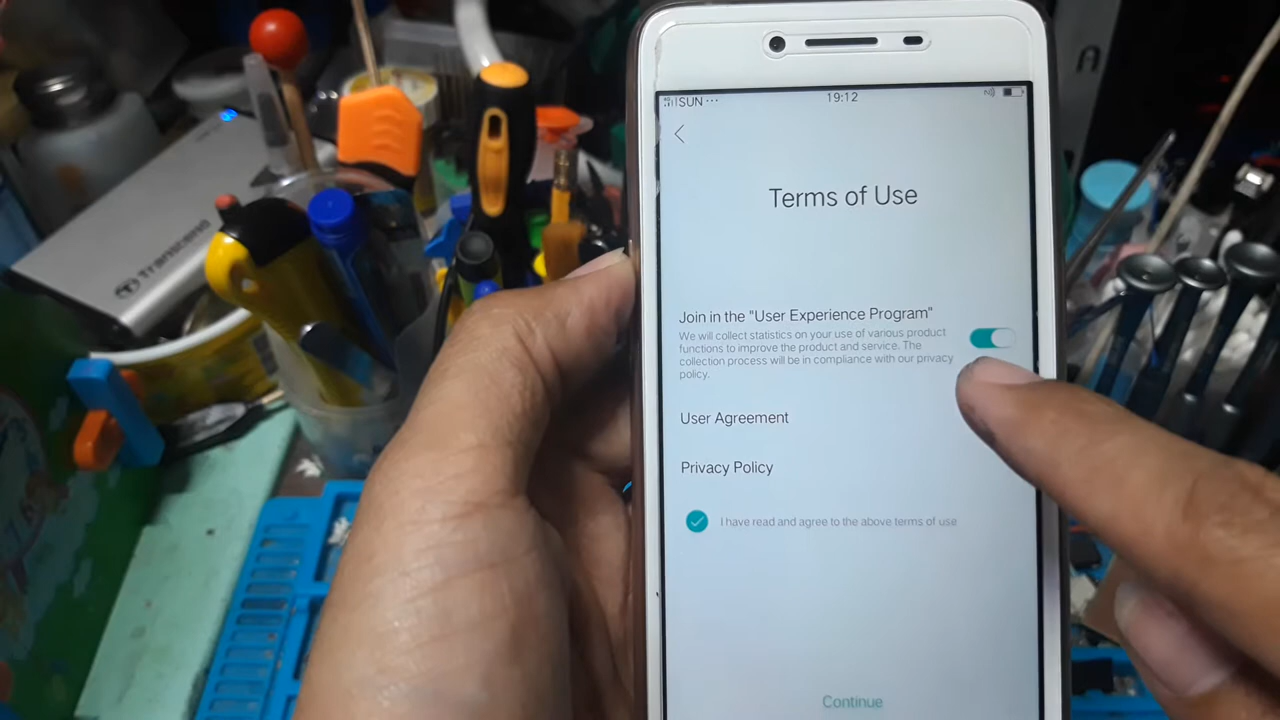 SUN
19:12
Terms of Use
Join in the "User Experience Program"
We will collect statistics on your use of various product
functions to improve the product and service. The
collection process will be in compliance with our privacy
policy.
User Agreement
Privacy Policy
I have read and agree to the above terms of use
Continue
Transcend
A